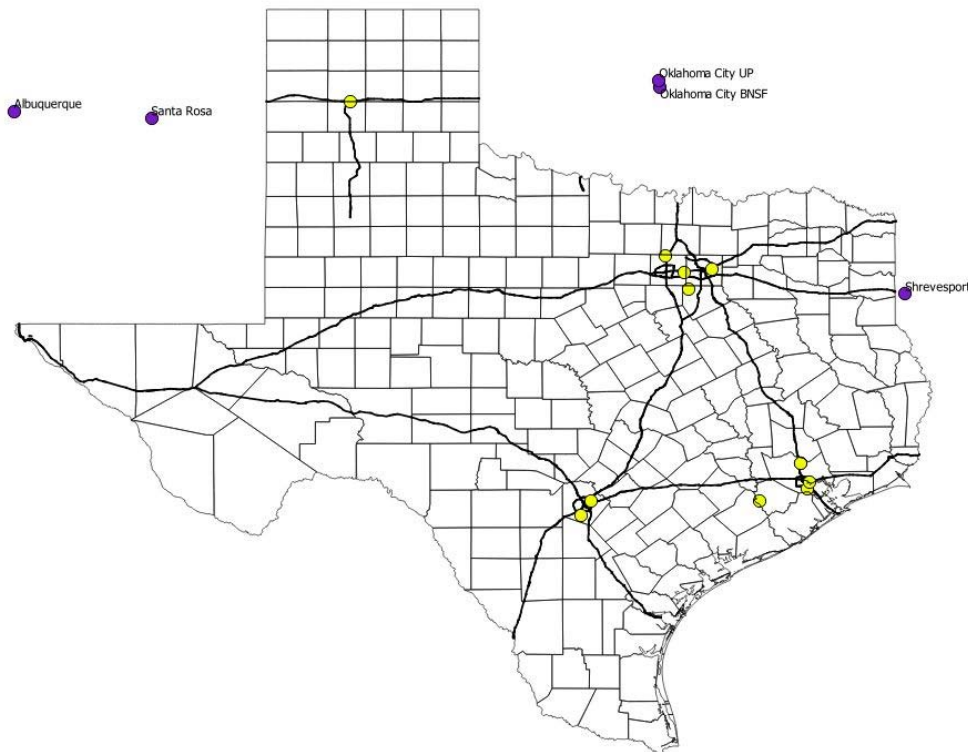 Oklahoma City UP
Oklahoma City BNSF
Albuquerque
Santa Rosa
Shrevesport